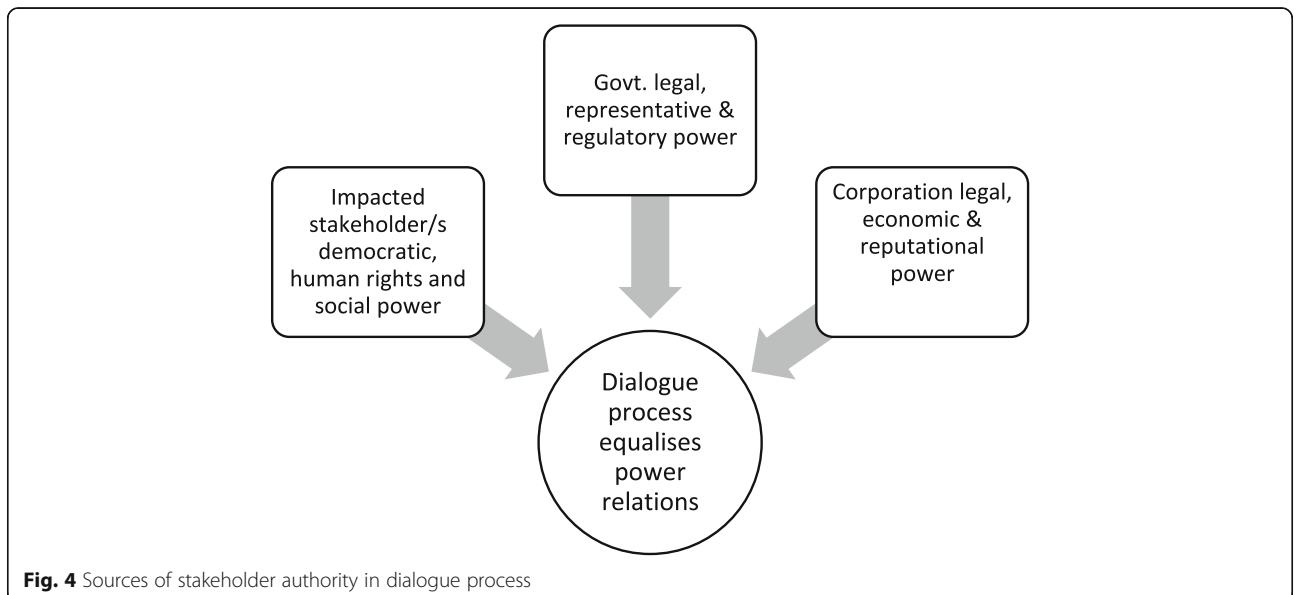 Govt. legal,
representative &
regulatory power
Impacted
stakeholder/s
democratic,
human rights and
social power
Corporation legal,
economic &
reputational
power
Dialogue
process
equalises
power
relations
Fig. 4 Sources of stakeholder authority in dialogue process